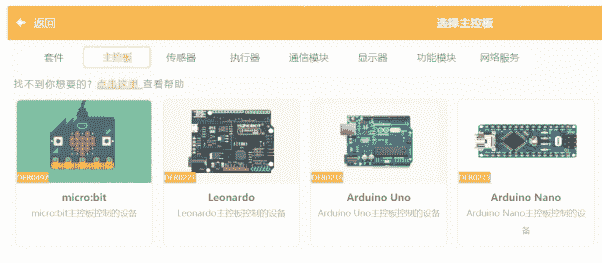 返回
选择主控板
套件 主控板 传感器 执行器 通信模块 显示器 功能模块 网络服务
找不到你想要的? 点击这里 查看帮助
micro:bit
micro:bit主控板控制的设备
Leonardo
Leonardo主控板控制的设备
Arduino Uno
Arduino Uno主控板控制的设备
Arduino Nano
Arduino Nano主控板控制的设备